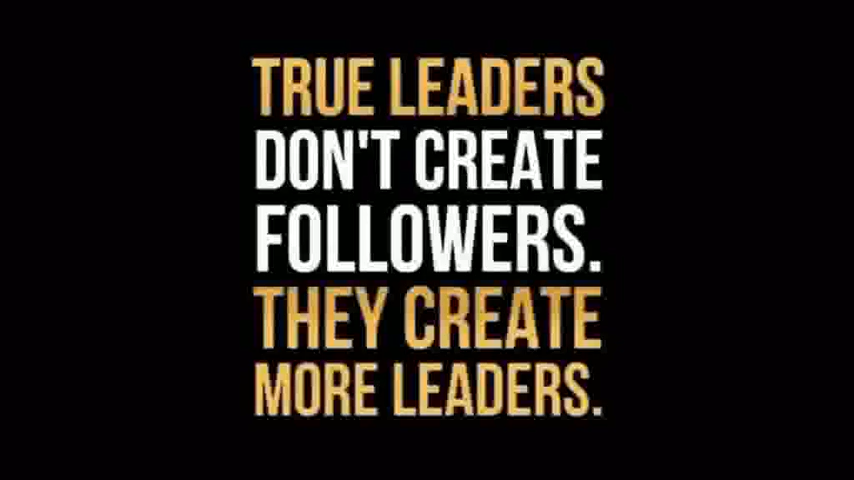 TRUE LEADERS
DON'T CREATE
FOLLOWERS.
THEY CREATE
MORE LEADERS.